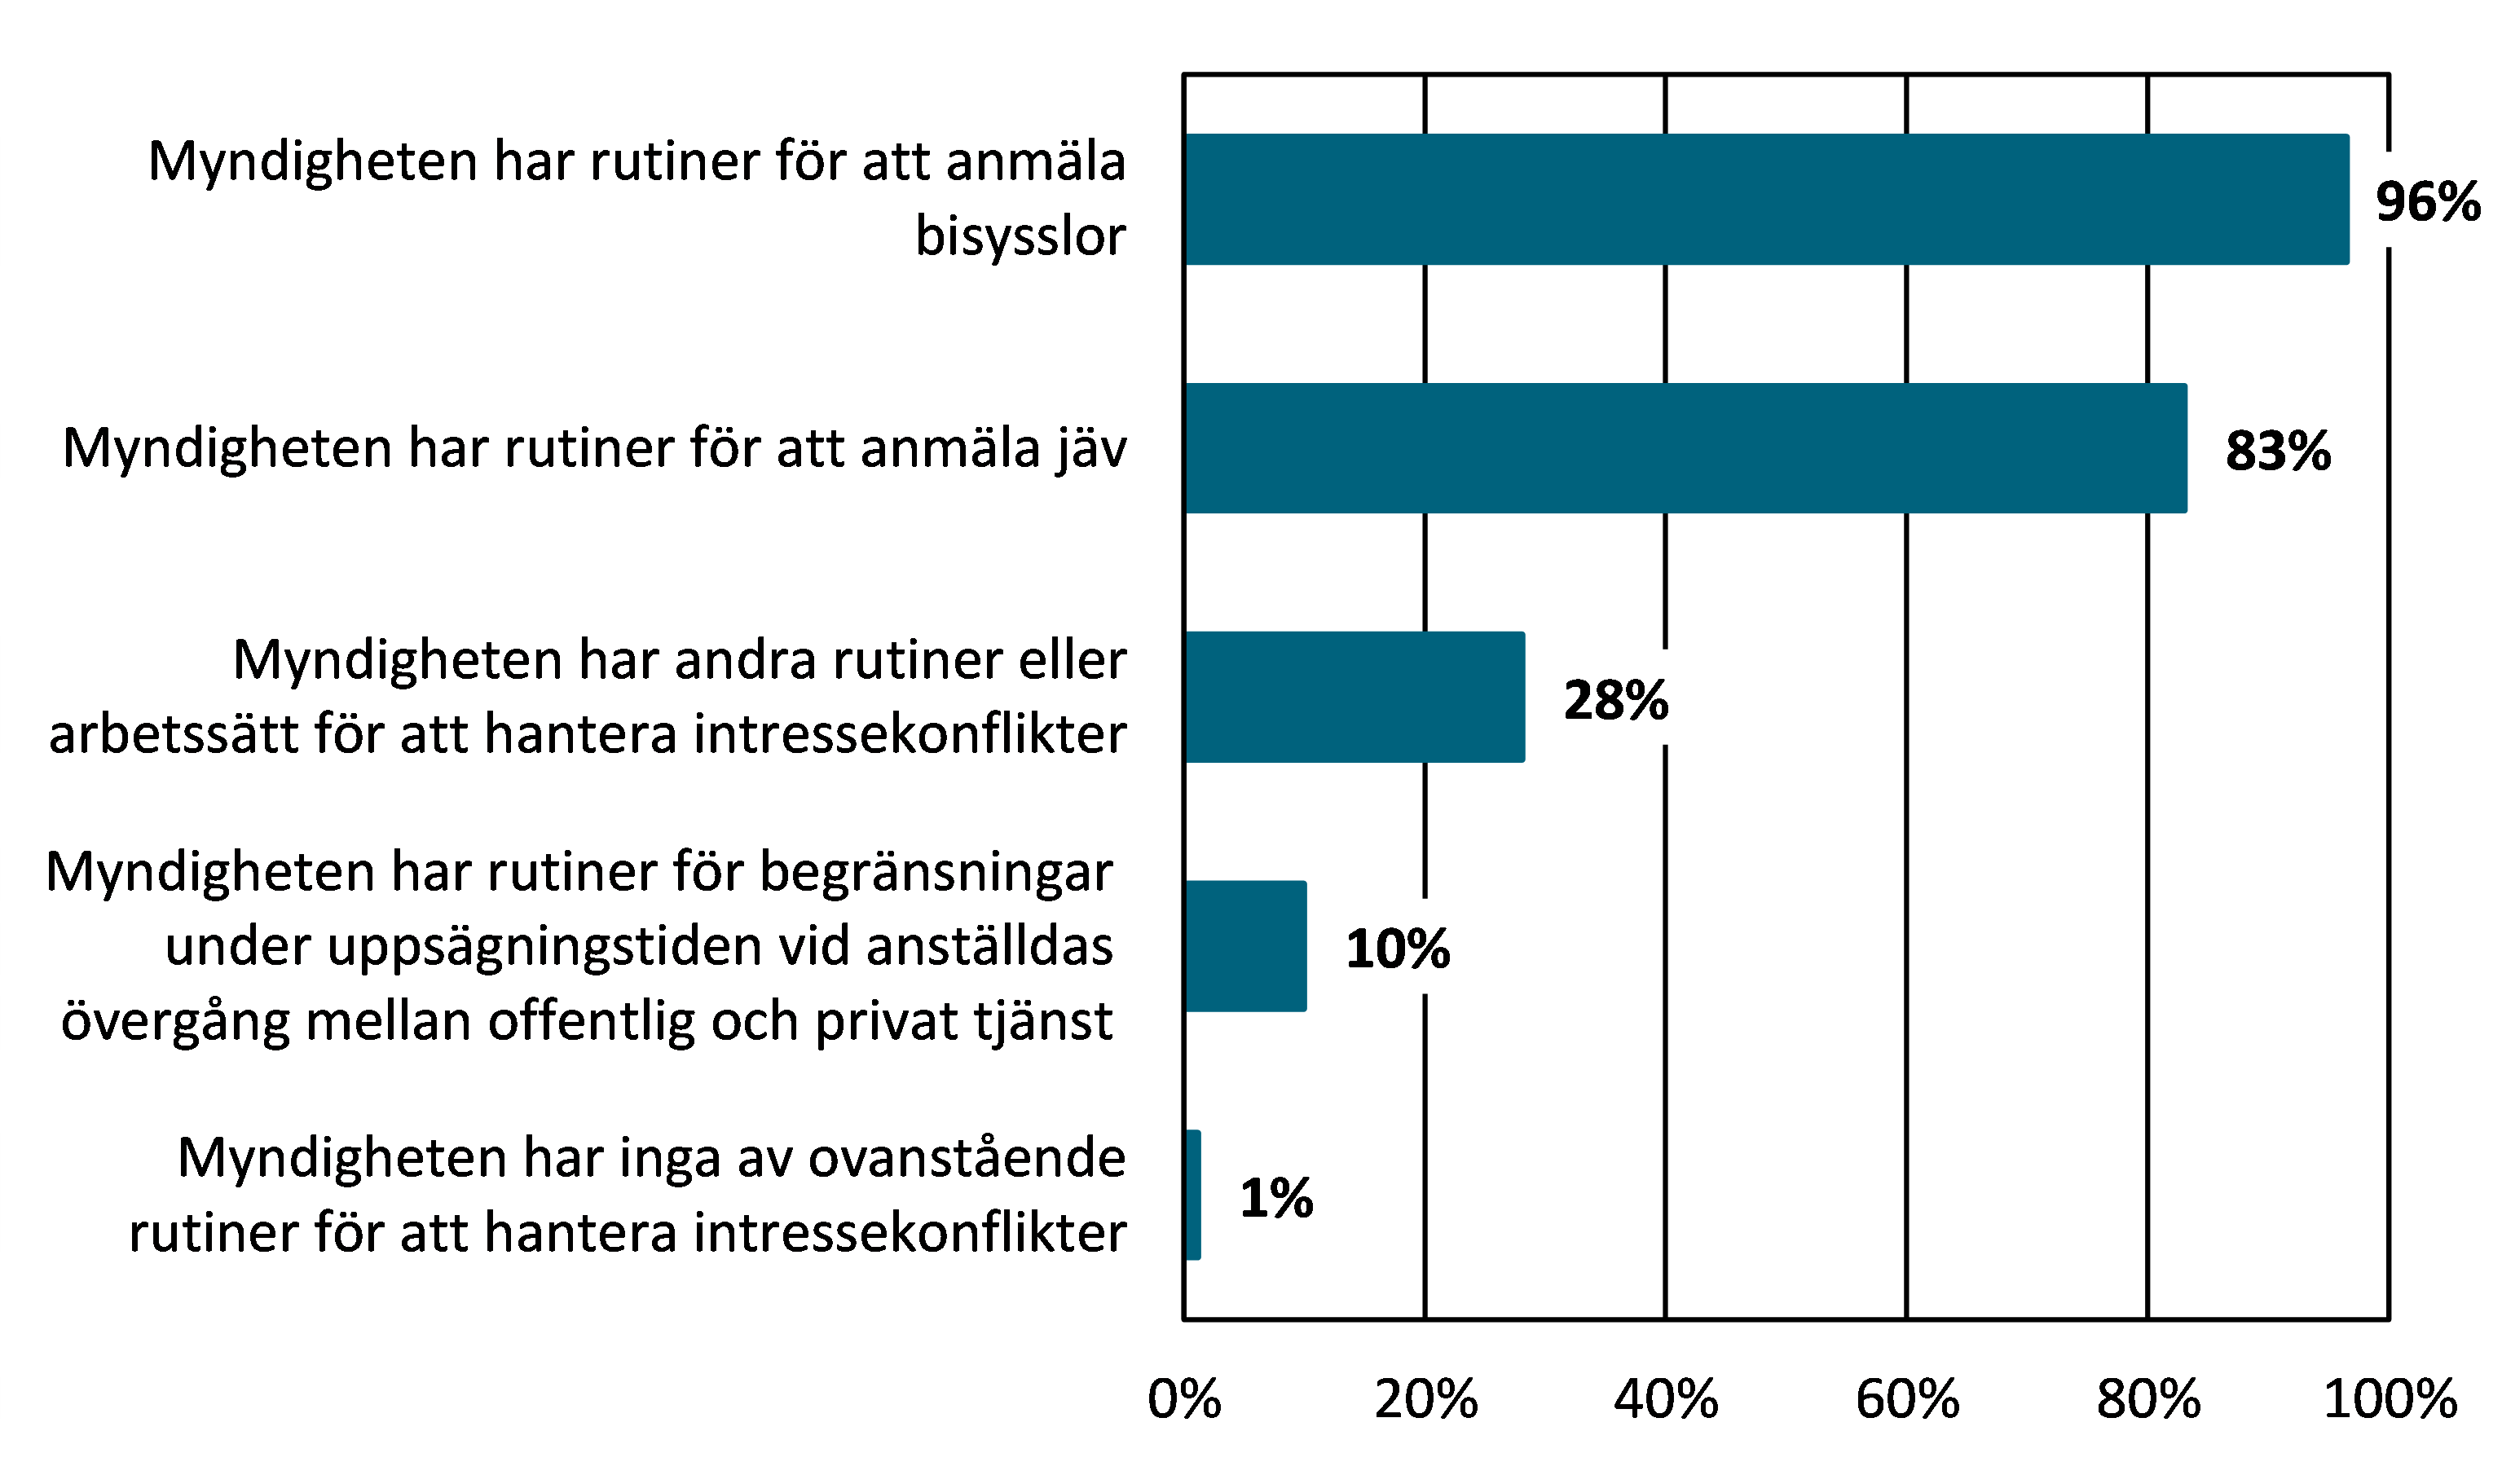 Myndigheten har rutiner för att anmäla
bisysslor
96%
Myndigheten har rutiner för att anmäla jäv
83%
Myndigheten har andra rutiner eller
arbetssätt för att hantera intressekonflikter
28%
Myndigheten har rutiner för begränsningar
under uppsägningstiden vid anställdas
övergång mellan offentlig och privat tjänst
10%
Myndigheten har inga av ovanstående
rutiner för att hantera intressekonflikter
1%
0% 20% 40% 60% 80% 100%